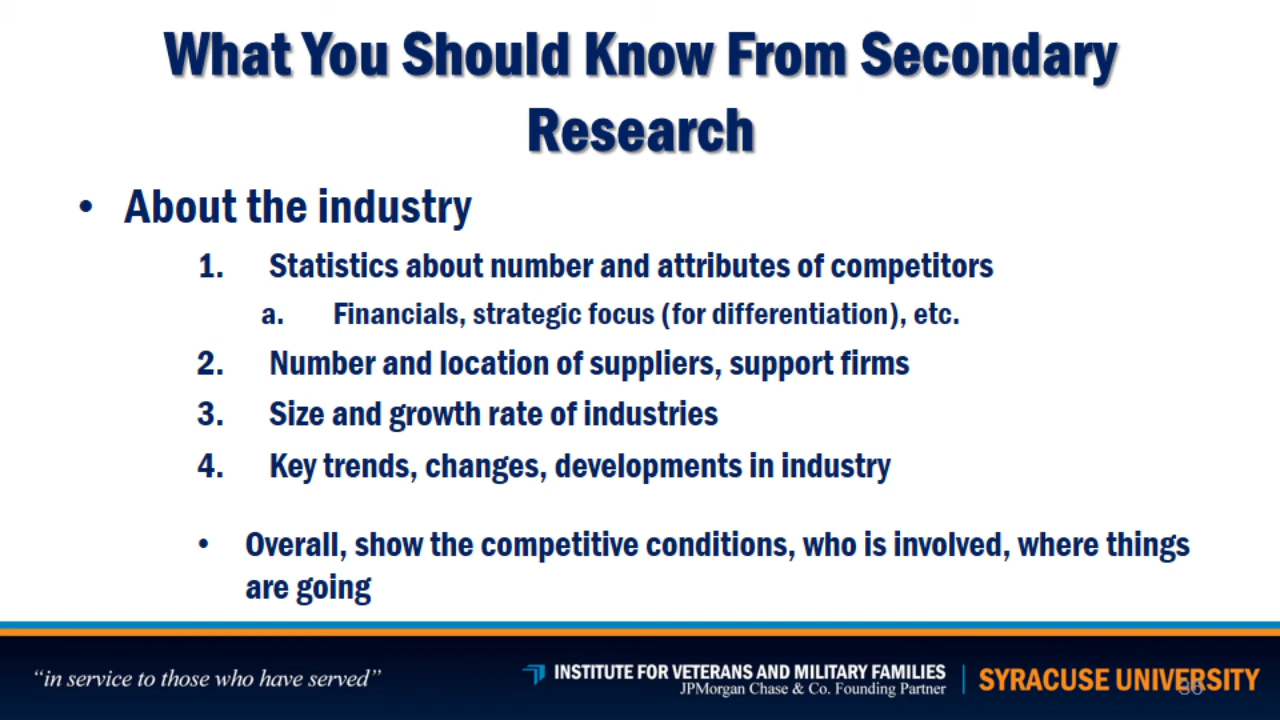 What You Should Know From Secondary
Research
• About the industry
1. Statistics about number and attributes of competitors
a. Financials, strategic focus (for differentiation), etc.
2. Number and location of suppliers, support firms
3. Size and growth rate of industries
4. Key trends, changes, developments in industry
• Overall, show the competitive conditions, who is involved, where things
are going
“in service to those who have served”
INSTITUTE FOR VETERANS AND MILITARY FAMILIES
JPMorgan Chase & Co. Founding Partner
SYRACUSE UNIVERSITY